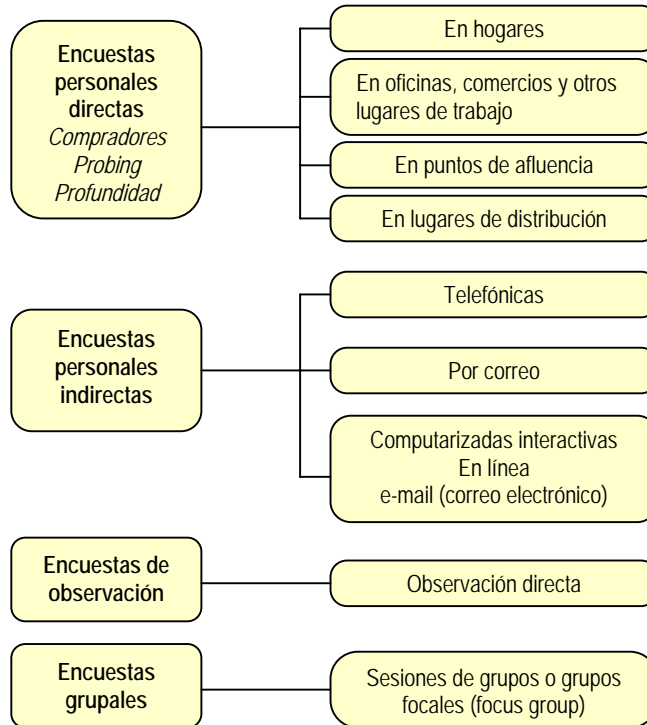 Encuestas
personales
directas
Compradores
Probing
Profundidad
En hogares
En oficinas, comercios y otros
lugares de trabajo
En puntos de afluencia
En lugares de distribución
Encuestas
personales
indirectas
Telefónicas
Por correo
Computarizadas interactivas
En línea
e-mail (correo electrónico)
Encuestas de
observación
Observación directa
Encuestas
grupales
Sesiones de grupos o grupos
focales (focus group)